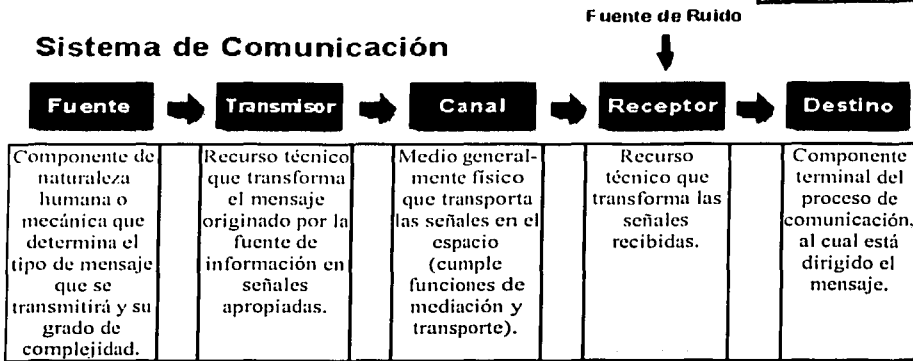 Fuente de Ruido
Sistema de Comunicación
Fuente
Transmisor
Canal
Receptor
Destino
Componente de
naturaleza
humana o
mecánica que
determina el
tipo de mensaje
que se
transmitirá y su
grado de
complejidad.
Recurso técnico
que transforma
el mensaje
originado por la
fuente de
información en
señales
apropiadas.
Medio general-
mente físico
que transporta
las señales en el
espacio
(cumple
funciones de
mediación y
transporte).
Recurso
técnico que
transforma las
señales
recibidas.
Componente
terminal del
proceso de
comunicación,
al cual está
dirigido el
mensaje.